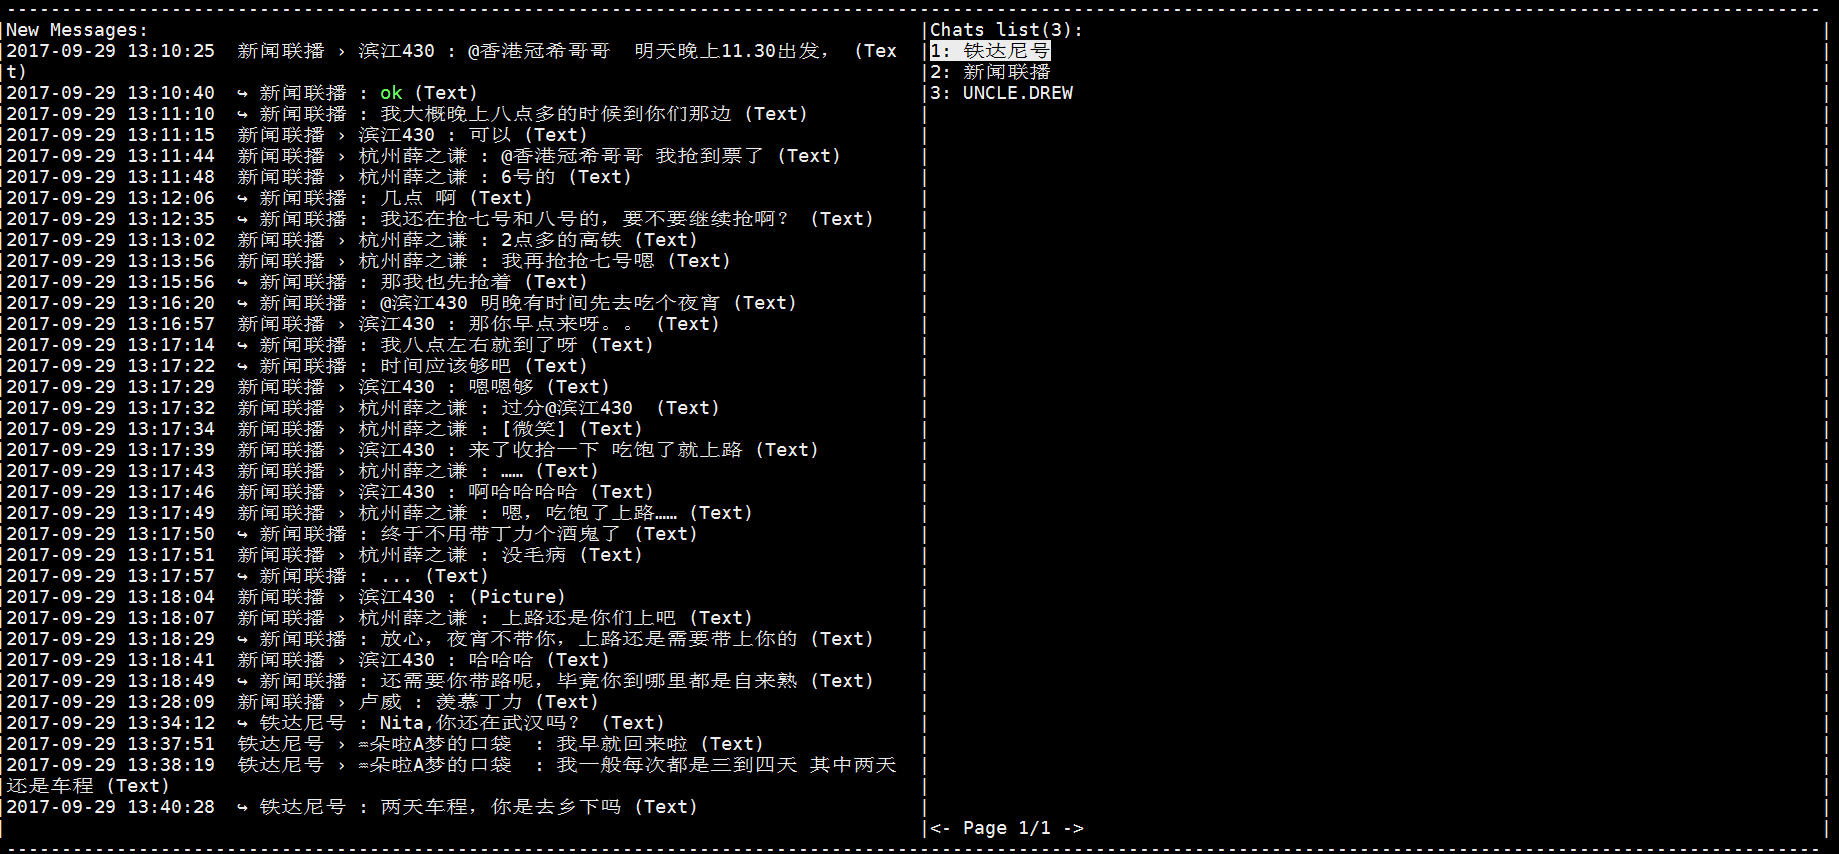 New Messages:
2017-09-29 13:10:25 新闻联播 › 滨江430 : @香港冠希哥哥 明天晚上11.30出发， (Tex
t)
2017-09-29 13:10:40 ↪ 新闻联播 : ok (Text)
2017-09-29 13:11:10 ↪ 新闻联播 : 我大概晚上八点多的时候到你们那边 (Text)
2017-09-29 13:11:15 新闻联播 › 滨江430 : 可以 (Text)
2017-09-29 13:11:44 新闻联播 › 杭州薛之谦 : @香港冠希哥哥 我抢到票了 (Text)
2017-09-29 13:11:48 新闻联播 › 杭州薛之谦 : 6号的 (Text)
2017-09-29 13:12:06 ↪ 新闻联播 : 几点 啊 (Text)
2017-09-29 13:12:35 ↪ 新闻联播 : 我还在抢七号和八号的，要不要继续抢啊？ (Text)
2017-09-29 13:13:02 新闻联播 › 杭州薛之谦 : 2点多的高铁 (Text)
2017-09-29 13:13:56 新闻联播 › 杭州薛之谦 : 我再抢抢七号嗯 (Text)
2017-09-29 13:15:56 ↪ 新闻联播 : 那我也先抢着 (Text)
2017-09-29 13:16:20 ↪ 新闻联播 : @滨江430 明晚有时间先去吃个夜宵 (Text)
2017-09-29 13:16:57 新闻联播 › 滨江430 : 那你早点来呀。。 (Text)
2017-09-29 13:17:14 ↪ 新闻联播 : 我八点左右就到了呀 (Text)
2017-09-29 13:17:22 ↪ 新闻联播 : 时间应该够吧 (Text)
2017-09-29 13:17:29 新闻联播 › 滨江430 : 嗯嗯够 (Text)
2017-09-29 13:17:32 新闻联播 › 杭州薛之谦 : 过分@滨江430 (Text)
2017-09-29 13:17:34 新闻联播 › 杭州薛之谦 : [微笑] (Text)
2017-09-29 13:17:39 新闻联播 › 滨江430 : 来了收拾一下 吃饱了就上路 (Text)
2017-09-29 13:17:43 新闻联播 › 杭州薛之谦 : …… (Text)
2017-09-29 13:17:46 新闻联播 › 滨江430 : 啊哈哈哈哈 (Text)
2017-09-29 13:17:49 新闻联播 › 杭州薛之谦 : 嗯，吃饱了上路…… (Text)
2017-09-29 13:17:50 ↪ 新闻联播 : 终于不用带丁力个酒鬼了 (Text)
2017-09-29 13:17:51 新闻联播 › 杭州薛之谦 : 没毛病 (Text)
2017-09-29 13:17:57 ↪ 新闻联播 : ... (Text)
2017-09-29 13:18:04 新闻联播 › 滨江430 : (Picture)
2017-09-29 13:18:07 新闻联播 › 杭州薛之谦 : 上路还是你们上吧 (Text)
2017-09-29 13:18:29 ↪ 新闻联播 : 放心，夜宵不带你，上路还是需要带上你的 (Text)
2017-09-29 13:18:41 新闻联播 › 滨江430 : 哈哈哈 (Text)
2017-09-29 13:18:49 ↪ 新闻联播 : 还需要你带路呢，毕竟你到哪里都是自来熟 (Text)
2017-09-29 13:28:09 新闻联播 › 卢威 : 羡慕丁力 (Text)
2017-09-29 13:34:12 ↪ 铁达尼号 : Nita,你还在武汉吗？ (Text)
2017-09-29 13:37:51 铁达尼号 › ≈朵啦A梦的口袋 : 我早就回来啦 (Text)
2017-09-29 13:38:19 铁达尼号 › ≈朵啦A梦的口袋 : 我一般每次都是三到四天 其中两天
还是车程 (Text)
2017-09-29 13:40:28 ↪ 铁达尼号 : 两天车程，你是去乡下吗 (Text)
Chats list(3):
1: 铁达尼号
2: 新闻联播
3: UNCLE.DREW
<- Page 1/1 ->